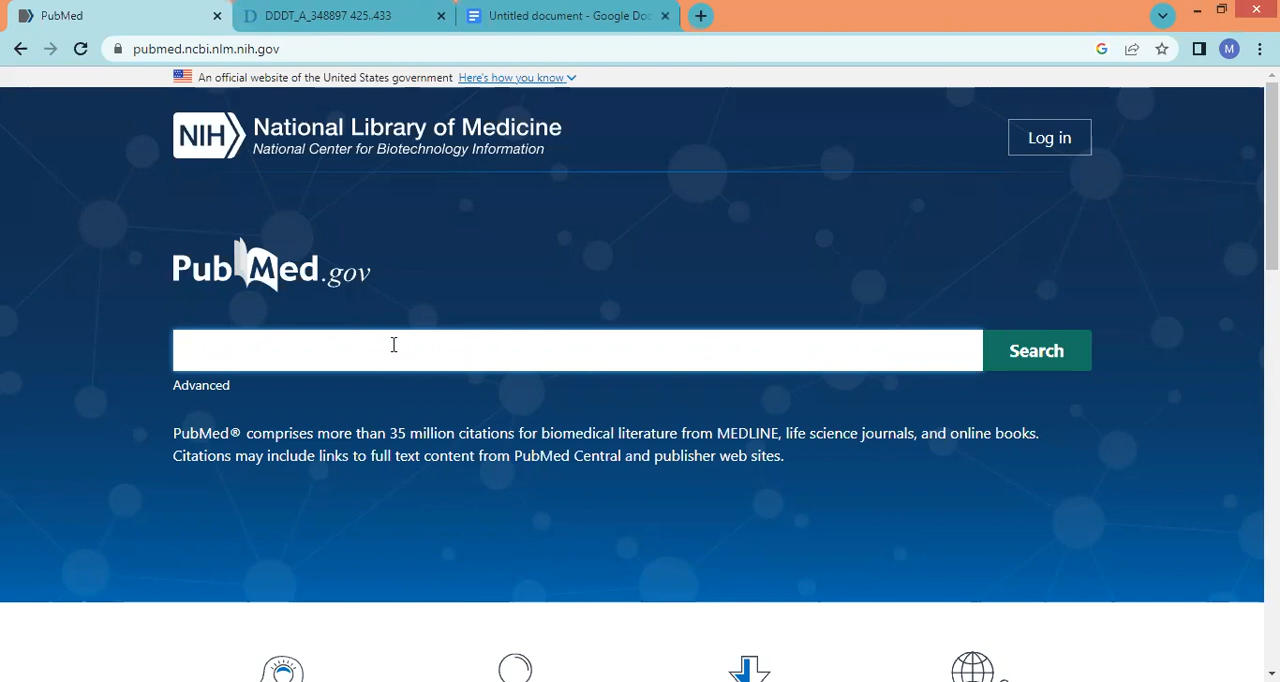 PubMed
DDDT_A_348897 425..433
Untitled document - Google Doc
pubmed.ncbi.nlm.nih.gov
M
An official website of the United States government Here's how you know
NIH National Library of Medicine
National Center for Biotechnology Information
Log in
PubMed.gov
Search
Advanced
PubMed® comprises more than 35 million citations for biomedical literature from MEDLINE, life science journals, and online books.
Citations may include links to full text content from PubMed Central and publisher web sites.